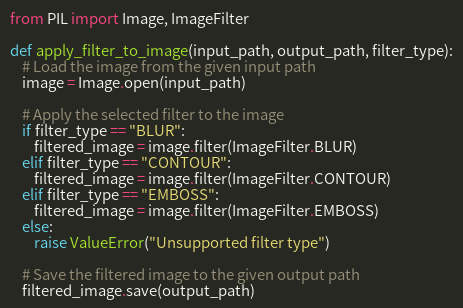 from PIL import Image, ImageFilter

def apply_filter_to_image(input_path, output_path, filter_type):
    # Load the image from the given input path
    image = Image.open(input_path)

    # Apply the selected filter to the image
    if filter_type == "BLUR":
        filtered_image = image.filter(ImageFilter.BLUR)
    elif filter_type == "CONTOUR":
        filtered_image = image.filter(ImageFilter.CONTOUR)
    elif filter_type == "EMBOSS":
        filtered_image = image.filter(ImageFilter.EMBOSS)
    else:
        raise ValueError("Unsupported filter type")

    # Save the filtered image to the given output path
    filtered_image.save(output_path)